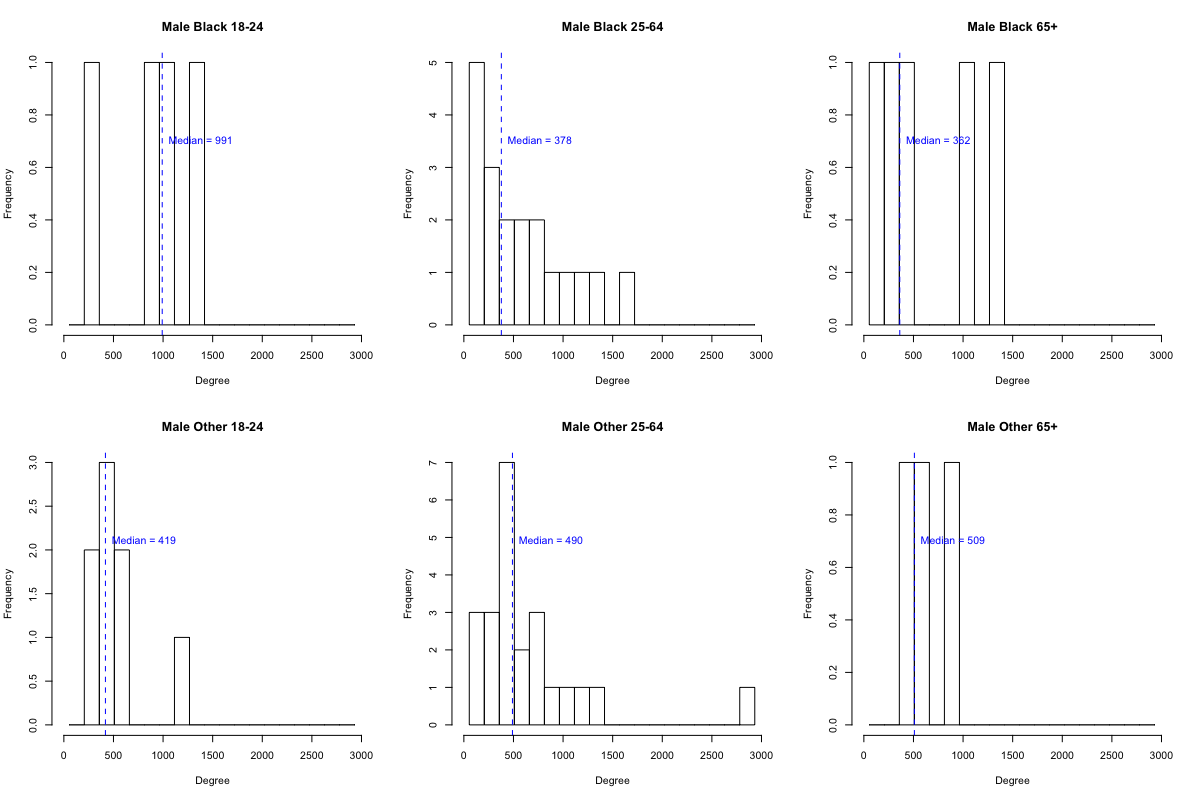 Male Black 18-24
Frequency
0.0 0.2 0.4 0.6 0.8 1.0
Median = 991
0 500 1000 1500 2000 2500 3000
Degree
Male Black 25-64
Frequency
0 1 2 3 4 5
Median = 378
0 500 1000 1500 2000 2500 3000
Degree
Male Black 65+
Frequency
0.0 0.2 0.4 0.6 0.8 1.0
Median = 362
0 500 1000 1500 2000 2500 3000
Degree
Male Other 18-24
Frequency
0.0 0.5 1.0 1.5 2.0 2.5 3.0
Median = 419
0 500 1000 1500 2000 2500 3000
Degree
Male Other 25-64
Frequency
0 1 2 3 4 5 6 7
Median = 490
0 500 1000 1500 2000 2500 3000
Degree
Male Other 65+
Frequency
0.0 0.2 0.4 0.6 0.8 1.0
Median = 509
0 500 1000 1500 2000 2500 3000
Degree